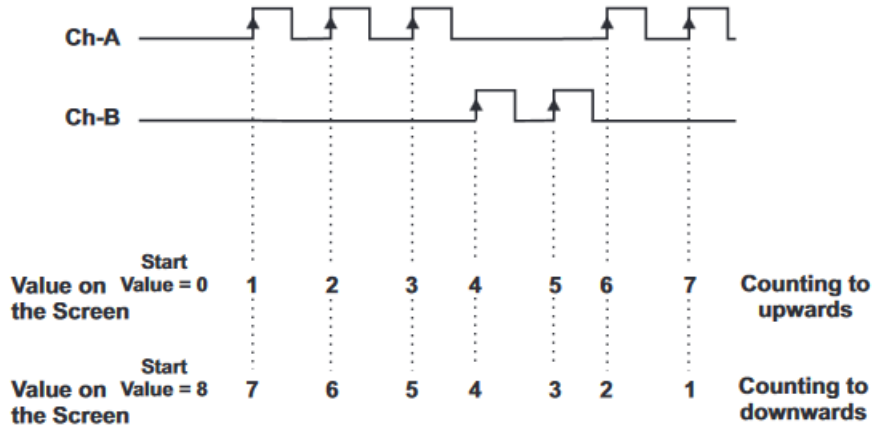 Ch-A
Ch-B
Start
Value on Value = 0 1 2 3 4 5 6 7 Counting to
the Screen upwards
Start
Value on Value = 8 7 6 5 4 3 2 1 Counting to
the Screen downwards